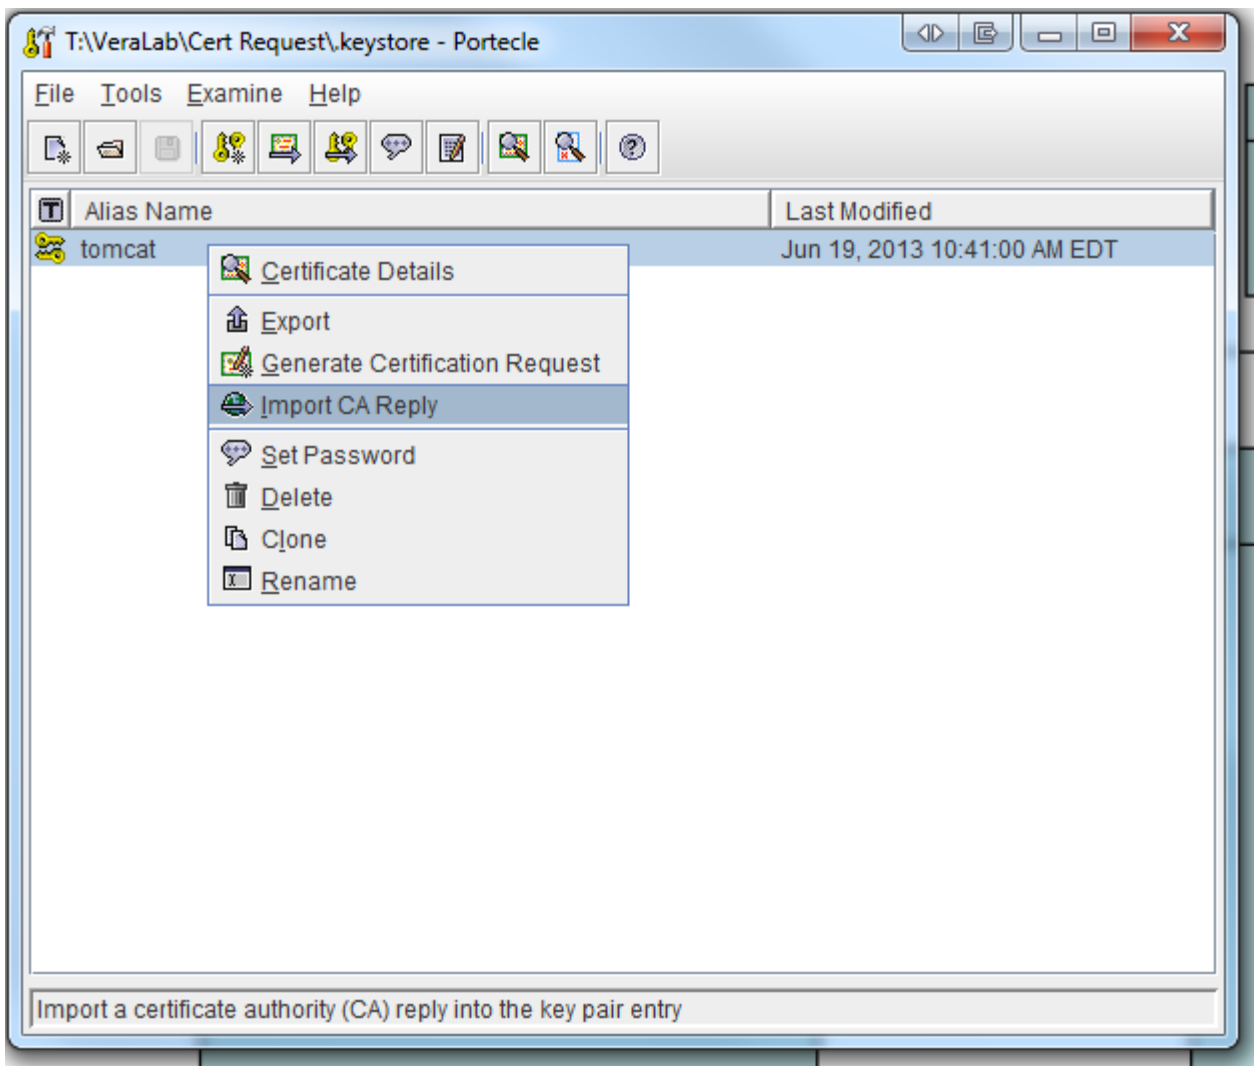 T:\VeraLab\Cert Request\.keystore - Portecle
File Tools Examine Help
T Alias Name Last Modified
tomcat Jun 19, 2013 10:41:00 AM EDT
Certificate Details
Export
Generate Certification Request
Import CA Reply
Set Password
Delete
Clone
Rename
Import a certificate authority (CA) reply into the key pair entry